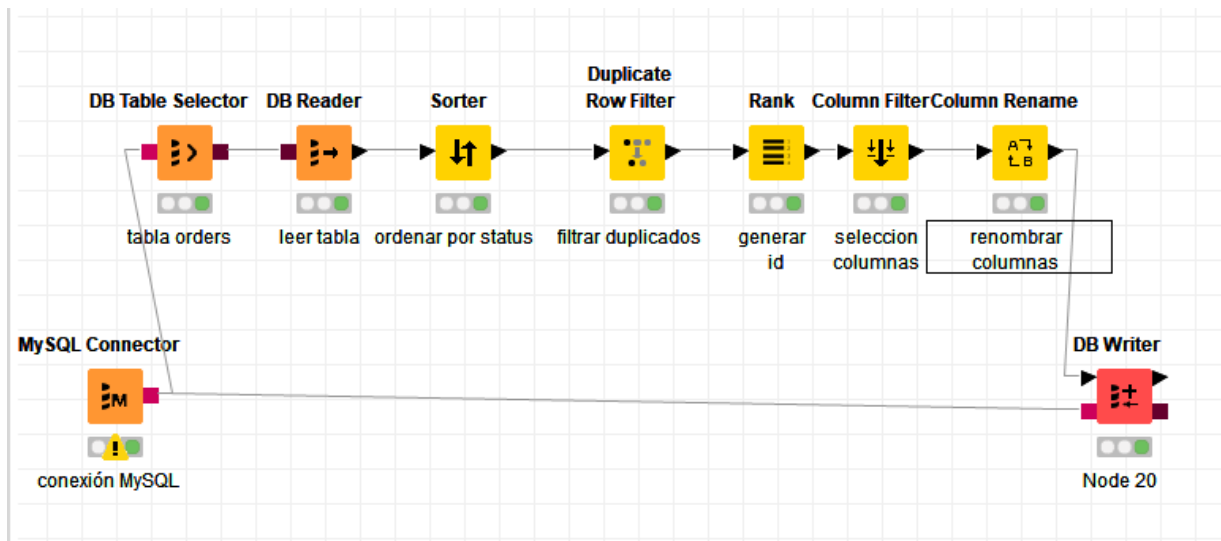 Duplicate
DB Table Selector DB Reader Sorter Row Filter Rank Column Filter Column Rename
A
B
tabla orders leer tabla ordenar por status filtrar duplicados generar seleccion renombrar
id columnas columnas
MySQL Connector DB Writer
M
!
conexión MySQL Node 20